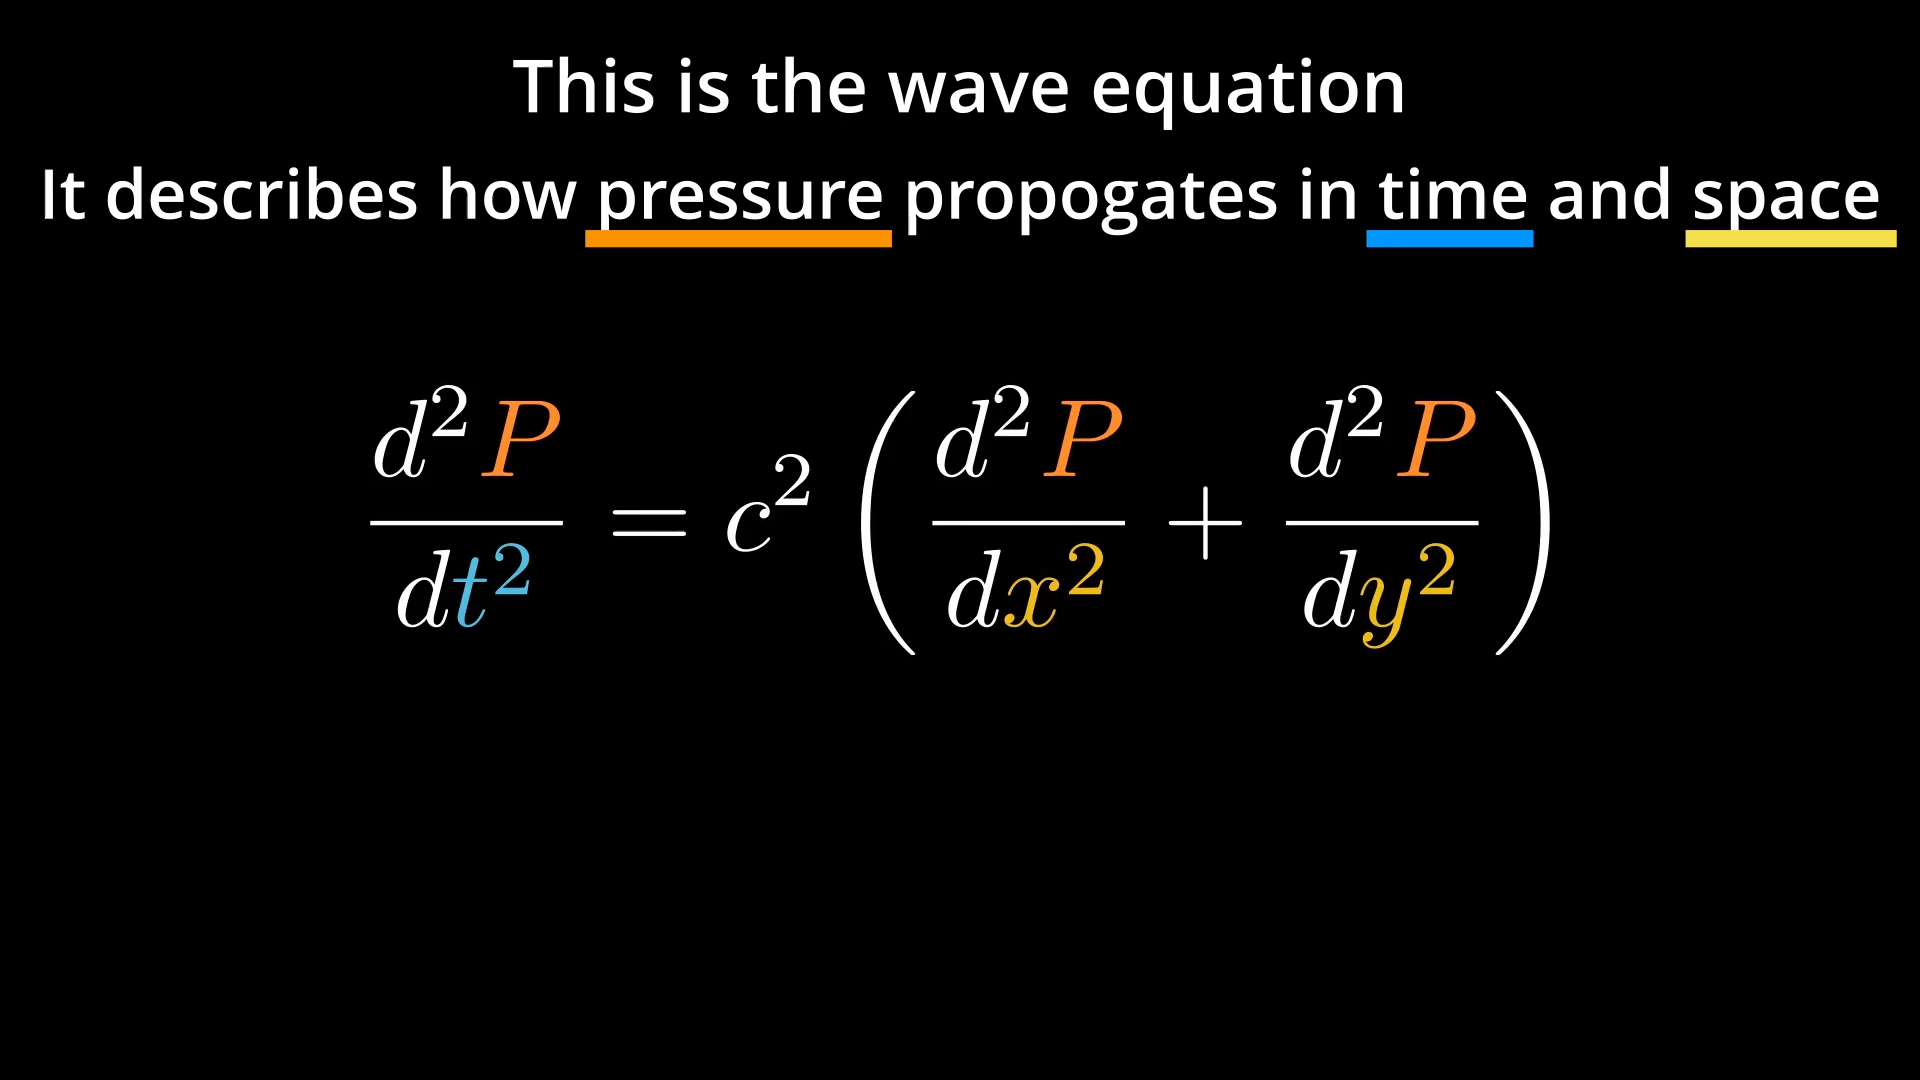 This is the wave equation
It describes how pressure propogates in time and space
d²P/dt² = c² (d²P/dx² + d²P/dy²)